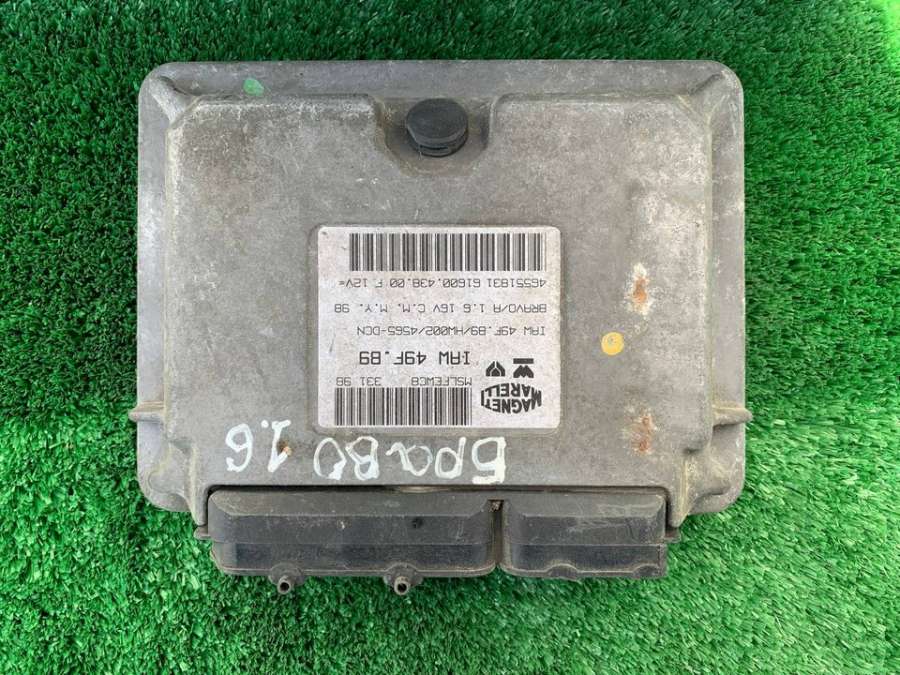 БраВО 1.6
MAGNETI
MARELLI
MSLFEWC8 331 98
IAW 49F.B9
IAW 49F.B9/HW002/4565-DCN
BRAVO/A 1.6 16V C.M. M.Y. 98
46551831 61600.438.00 F 12V=